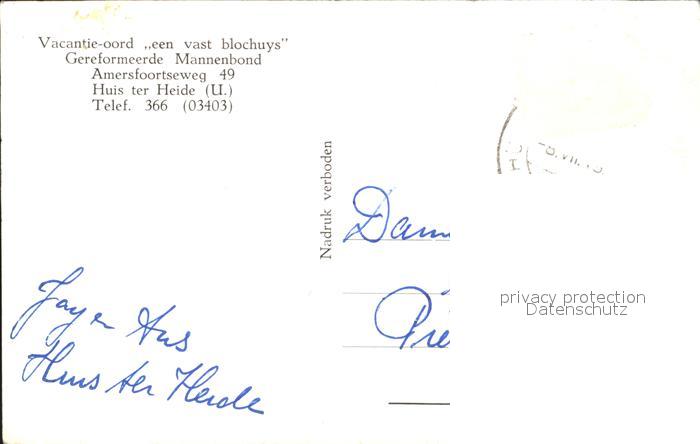 Vacantie-oord „een vast blochuys”
Gereformeerde Mannenbond
Amersfoortseweg 49
Huis ter Heide (U.)
Telef. 366 (03403)
Nadruk verboden
Huis ter Heide
privacy protection
Datenschutz